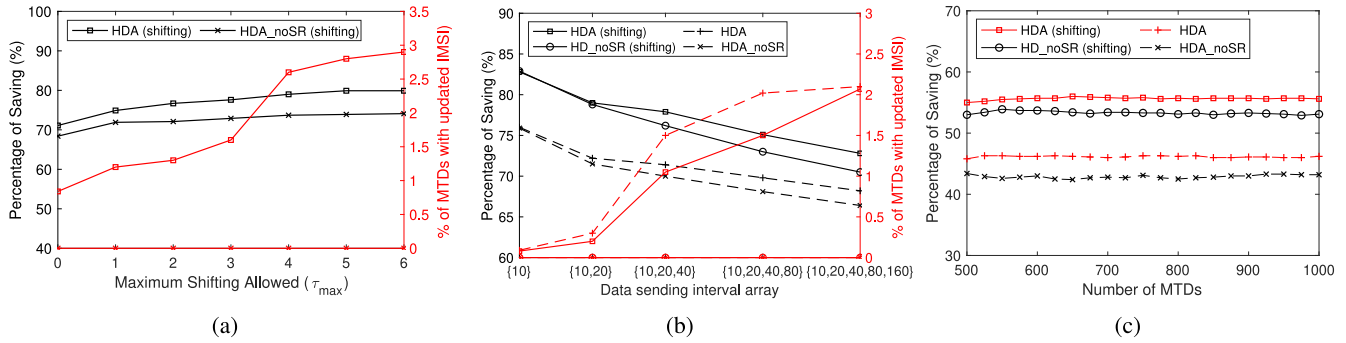 HDA (shifting) HDA_noSR (shifting)
Percentage of Saving (%)
100
90
80
70
60
50
40
3.5
3
2.5
2
1.5
1
0.5
0
% of MTDs with updated IMSI)
0 1 2 3 4 5 6
Maximum Shifting Allowed (τmax)
(a)
HDA (shifting) HDA
HD_noSR (shifting) HDA_noSR
Percentage of Saving (%)
90
85
80
75
70
65
60
3
2.5
2
1.5
1
0.5
0
% of MTDs with updated IMSI)
{10} {10,20} {10,20,40} {10,20,40,80} {10,20,40,80,160}
Data sending interval array
(b)
HDA (shifting) HDA
HD_noSR (shifting) HDA_noSR
Percentage of Saving (%)
70
60
50
40
30
500 600 700 800 900 1000
Number of MTDs
(c)